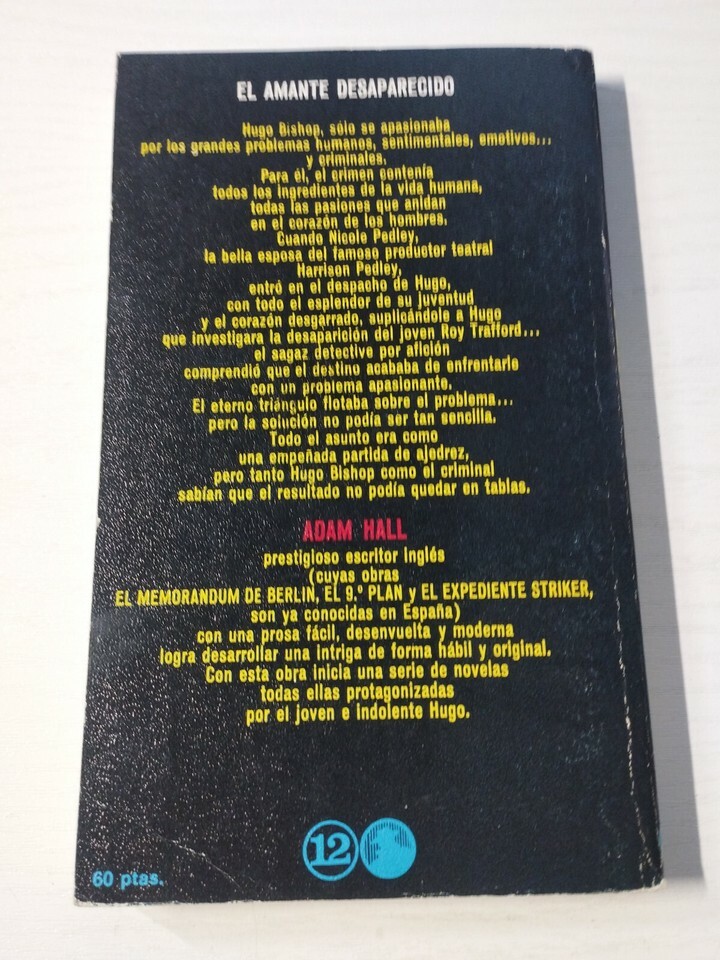 EL AMANTE DESAPARECIDO
Hugo Bishop, sólo se apasionaba
por los grandes problemas humanos, sentimentales, emotivos...
y criminales.
Para él, el crimen contenía
todos los ingredientes de la vida humana,
todas las pasiones que anidan
en el corazón de los hombres.
Cuando Nicole Pedley,
la bella esposa del famoso productor teatral
Harrison Pedley,
entró en el despacho de Hugo,
con todo el esplendor de su juventud
y el corazón desgarrado, suplicándole a Hugo
que investigara la desaparición del joven Roy Trafford...
el sagaz detective por afición
comprendió que el destino acababa de enfrentarle
con un problema apasionante.
El eterno triángulo flotaba sobre el problema...
pero la solución no podía ser tan sencilla.
Todo el asunto era como
una empeñada partida de ajedrez,
pero tanto Hugo Bishop como el criminal
sabían que el resultado no podía quedar en tablas.
ADAM HALL
prestigioso escritor inglés
(cuyas obras
EL MEMORANDUM DE BERLIN, EL 9.º PLAN y EL EXPEDIENTE STRIKER,
son ya conocidas en España)
con una prosa fácil, desenvuelta y moderna
logra desarrollar una intriga de forma hábil y original.
Con esta obra inicia una serie de novelas
todas ellas protagonizadas
por el joven e indolente Hugo.
12
60 ptas.